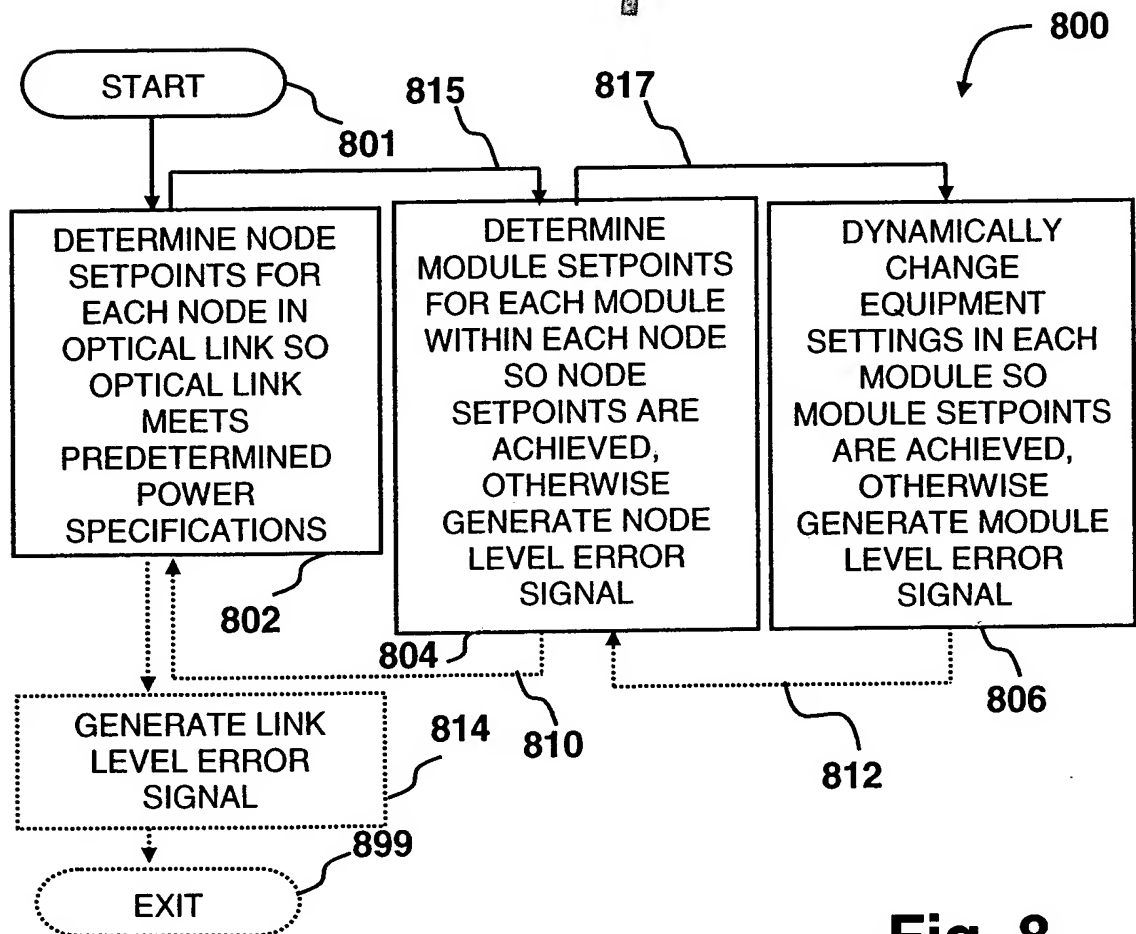 800
START
801
815
817
DETERMINE NODE
SETPOINTS FOR
EACH NODE IN
OPTICAL LINK SO
OPTICAL LINK
MEETS
PREDETERMINED
POWER
SPECIFICATIONS
802
DETERMINE
MODULE SETPOINTS
FOR EACH MODULE
WITHIN EACH NODE
SO NODE
SETPOINTS ARE
ACHIEVED,
OTHERWISE
GENERATE NODE
LEVEL ERROR
SIGNAL
804
DYNAMICALLY
CHANGE
EQUIPMENT
SETTINGS IN EACH
MODULE SO
MODULE SETPOINTS
ARE ACHIEVED,
OTHERWISE
GENERATE MODULE
LEVEL ERROR
SIGNAL
806
GENERATE LINK
LEVEL ERROR
SIGNAL
814
810
812
899
EXIT
Fig. 8